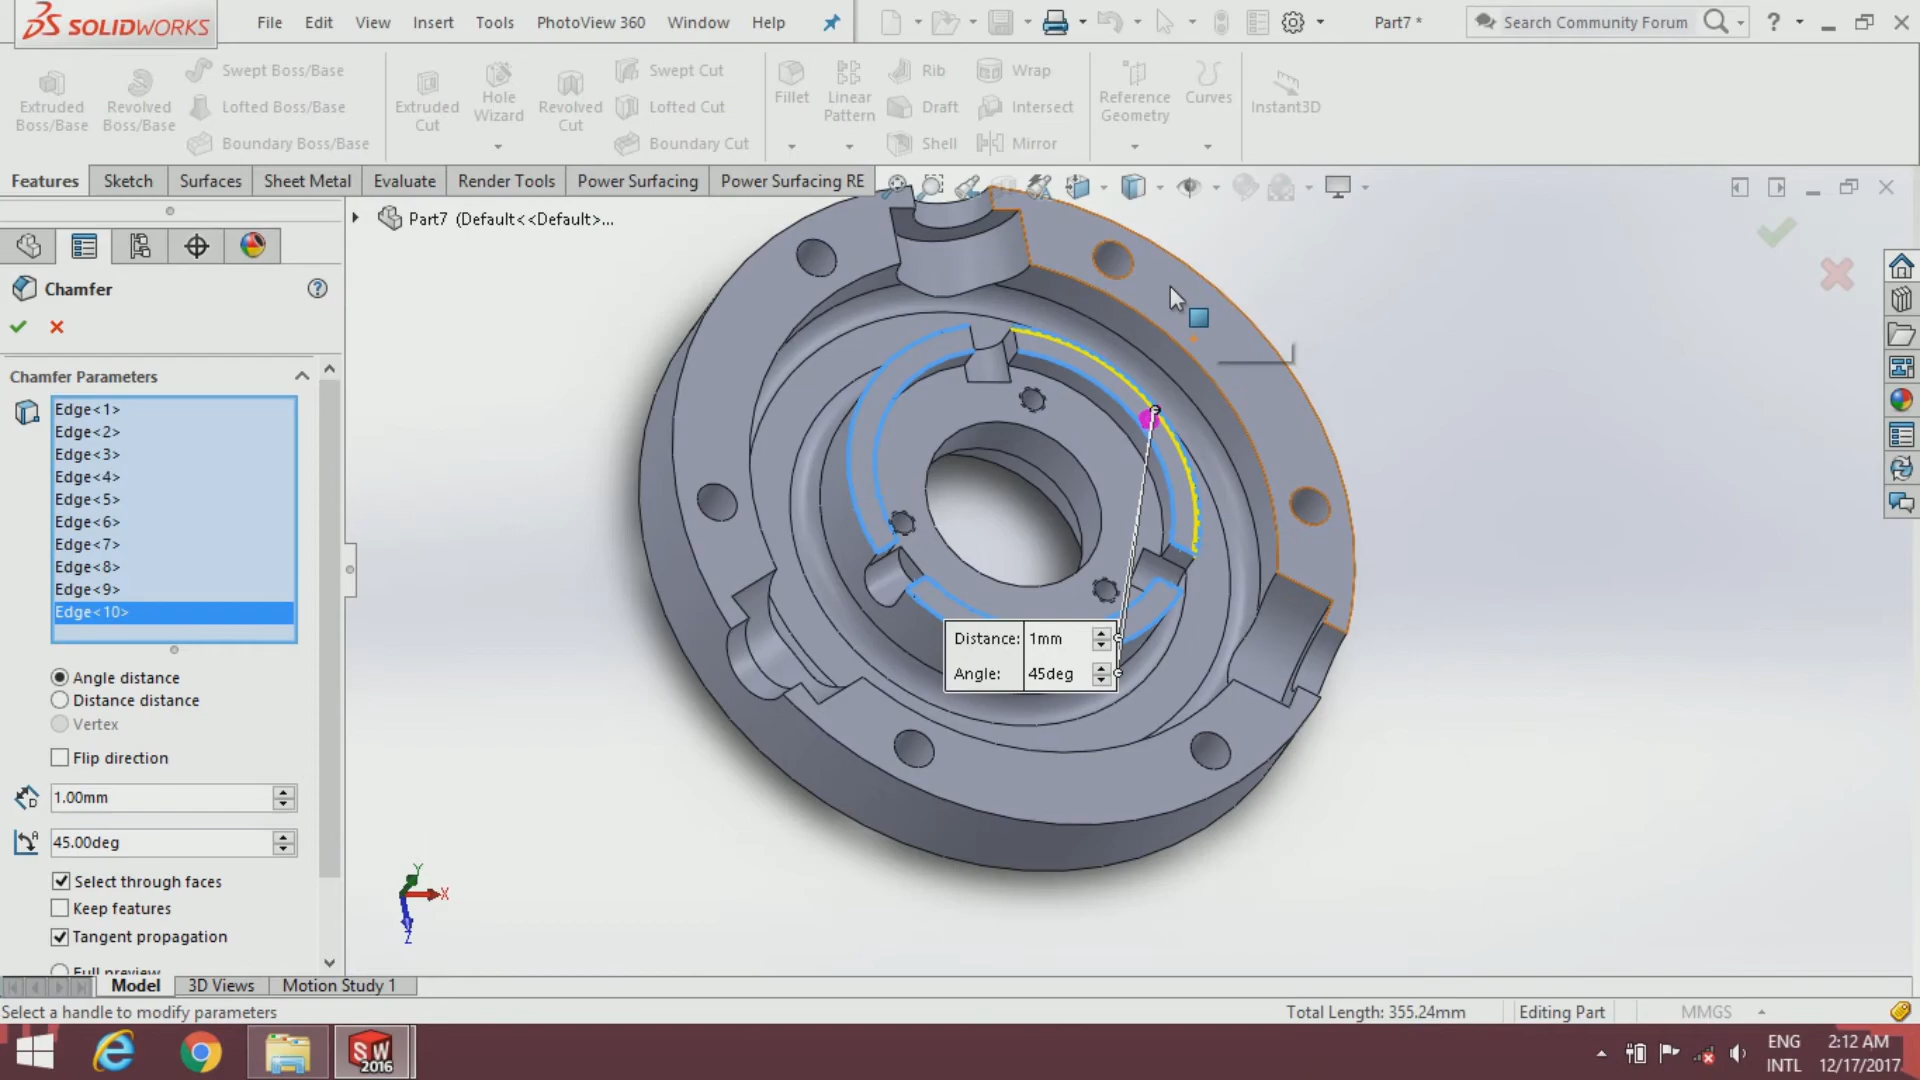 SOLIDWORKS File Edit View Insert Tools PhotoView 360 Window Help Part7 * Search Community Forum ?
Extruded Boss/Base
Revolved Boss/Base
Swept Boss/Base
Lofted Boss/Base
Boundary Boss/Base
Extruded Cut
Hole Wizard
Revolved Cut
Swept Cut
Lofted Cut
Boundary Cut
Fillet
Linear Pattern
Rib
Draft
Shell
Wrap
Intersect
Mirror
Reference Geometry
Curves
Instant3D
Features Sketch Surfaces Sheet Metal Evaluate Render Tools Power Surfacing Power Surfacing RE
Part7 (Default<<Default>...
Chamfer ?
Chamfer Parameters
Edge<1>
Edge<2>
Edge<3>
Edge<4>
Edge<5>
Edge<6>
Edge<7>
Edge<8>
Edge<9>
Edge<10>
Distance: 1mm
Angle: 45deg
Angle distance
Distance distance
Vertex
Flip direction
D 1.00mm
A 45.00deg
Select through faces
Keep features
Tangent propagation
Full preview
Y
X
Z
Model 3D Views Motion Study 1
Select a handle to modify parameters Total Length: 355.24mm Editing Part MMGS
SW 2016
ENG 2:12 AM
INTL 12/17/2017